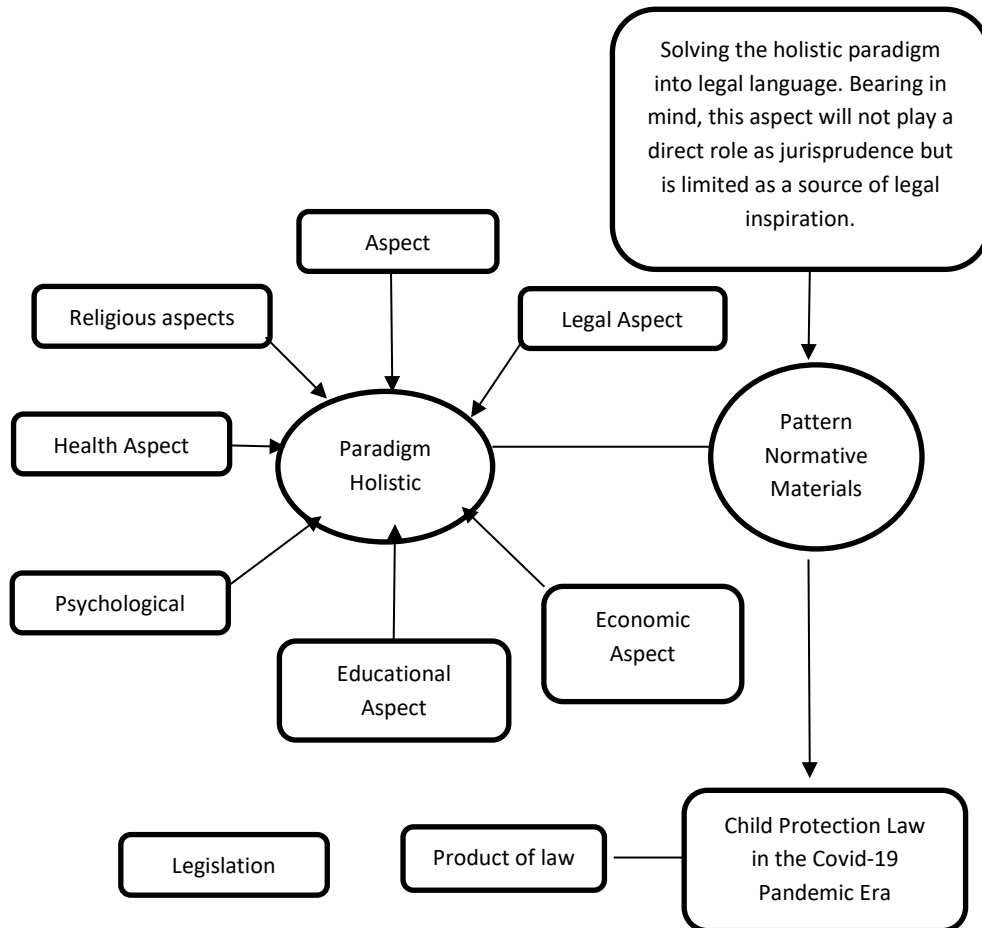 Solving the holistic paradigm
into legal language. Bearing in
mind, this aspect will not play a
direct role as jurisprudence but
is limited as a source of legal
inspiration.
Aspect
Religious aspects
Legal Aspect
Health Aspect
Paradigm
Holistic
Pattern
Normative
Materials
Psychological
Educational
Aspect
Economic
Aspect
Legislation
Product of law
Child Protection Law
in the Covid-19
Pandemic Era